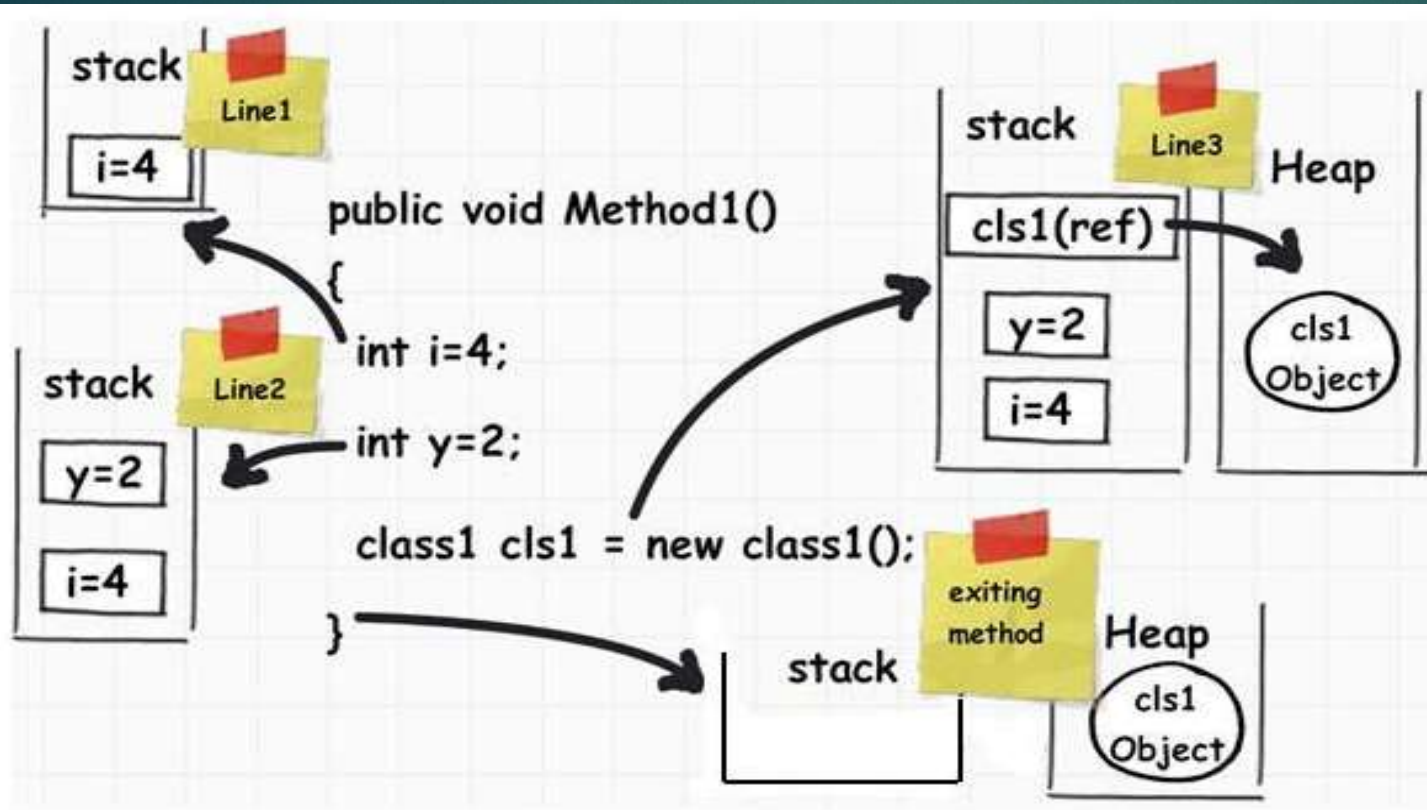 stack
Line1
i=4
public void Method1()
{
int i=4;
int y=2;
class1 cls1 = new class1();
}
stack
Line2
y=2
i=4
stack
Line3
Heap
cls1(ref)
y=2
i=4
cls1
Object
exiting
method
stack
Heap
cls1
Object